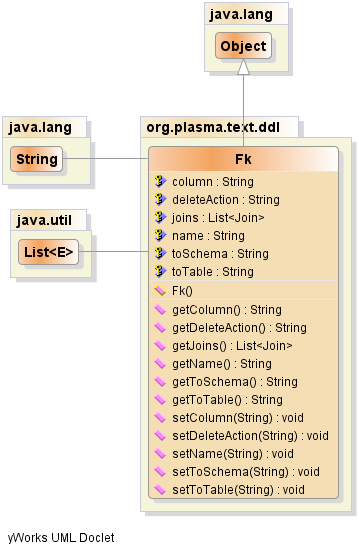 java.lang
Object
java.lang
String
org.plasma.text.ddl
Fk
column : String
deleteAction : String
joins : List<Join>
name : String
toSchema : String
toTable : String
java.util
List<E>
Fk()
getColumn() : String
getDeleteAction() : String
getJoins() : List<Join>
getName() : String
getToSchema() : String
getToTable() : String
setColumn(String) : void
setDeleteAction(String) : void
setName(String) : void
setToSchema(String) : void
setToTable(String) : void
yWorks UML Doclet